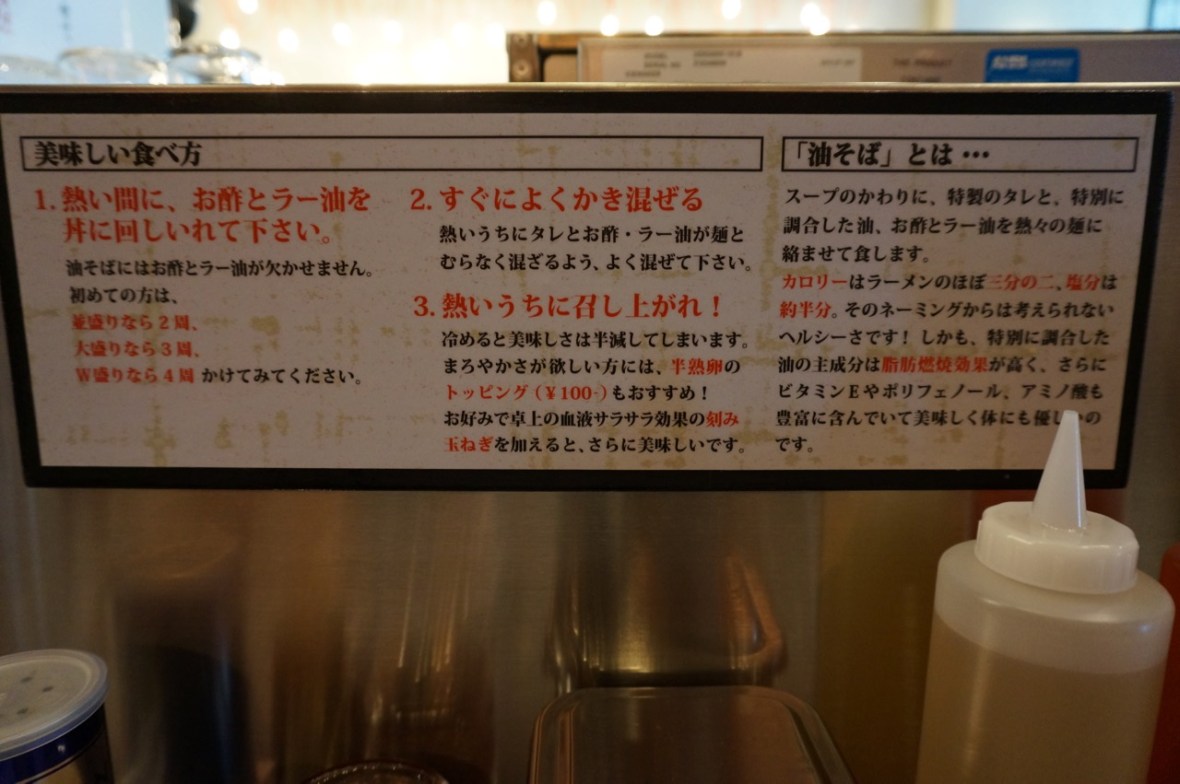 美味しい食べ方
1. 熱い間に、お酢とラー油を
丼に回しいれて下さい。
油そばにはお酢とラー油が欠かせません。
初めての方は、
並盛りなら2周、
大盛りなら3周、
W盛りなら4周 かけてみてください。
2. すぐによくかき混ぜる
熱いうちにタレとお酢・ラー油が麺と
むらなく混ざるよう、よく混ぜて下さい。
3. 熱いうちに召し上がれ！
冷めると美味しさは半減してしまいます。
まろやかさが欲しい方には、半熟卵の
トッピング（￥100-）もおすすめ！
お好みで卓上の血液サラサラ効果の刻み
玉ねぎを加えると、さらに美味しいです。
「油そば」とは …
スープのかわりに、特製のタレと、特別に
調合した油、お酢とラー油を熱々の麺に
絡ませて食します。
カロリーはラーメンのほぼ三分の二、塩分は
約半分。そのネーミングからは考えられない
ヘルシーさです！ しかも、特別に調合した
油の主成分は脂肪燃焼効果が高く、さらに
ビタミンEやポリフェノール、アミノ酸も
豊富に含んでいて美味しく体にも優しいの
です。